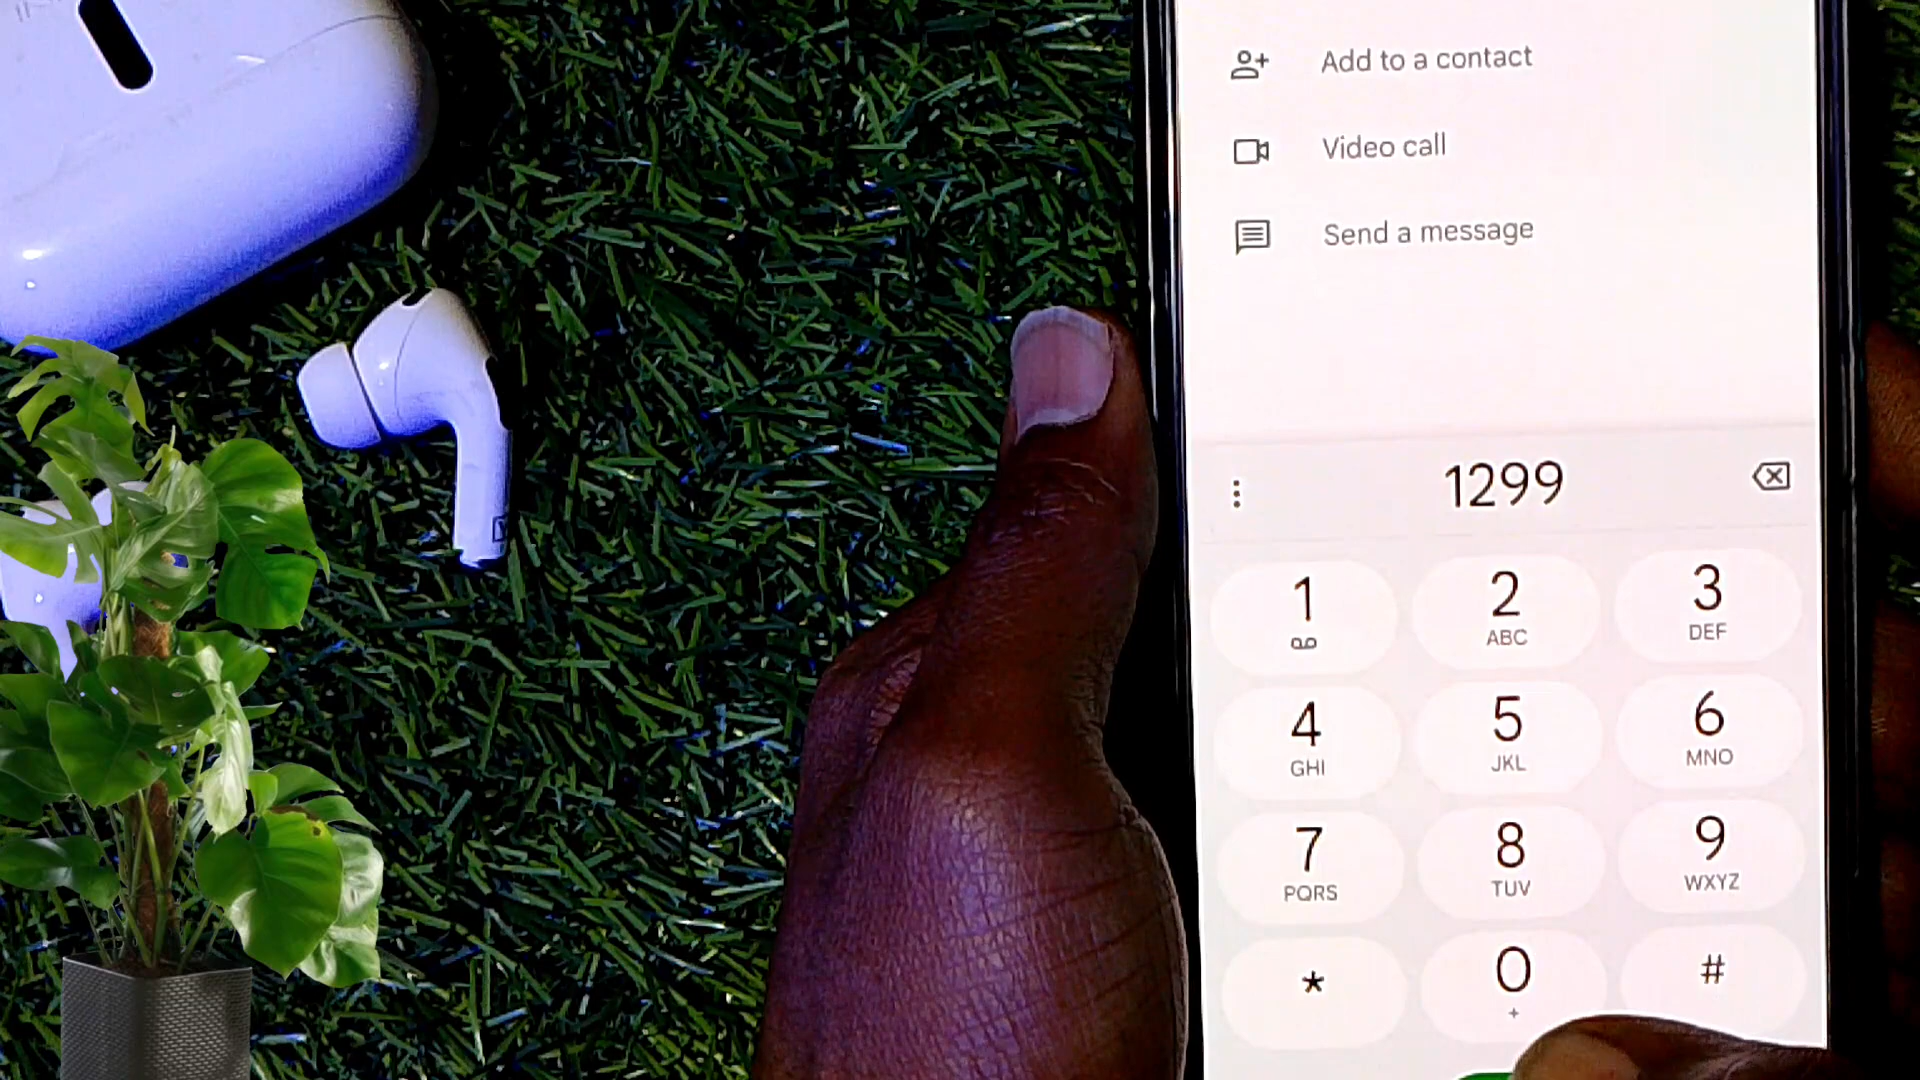 Add to a contact
Video call
Send a message
1299
1
2
ABC
3
DEF
4
GHI
5
JKL
6
MNO
7
PQRS
8
TUV
9
WXYZ
*
0
+
#